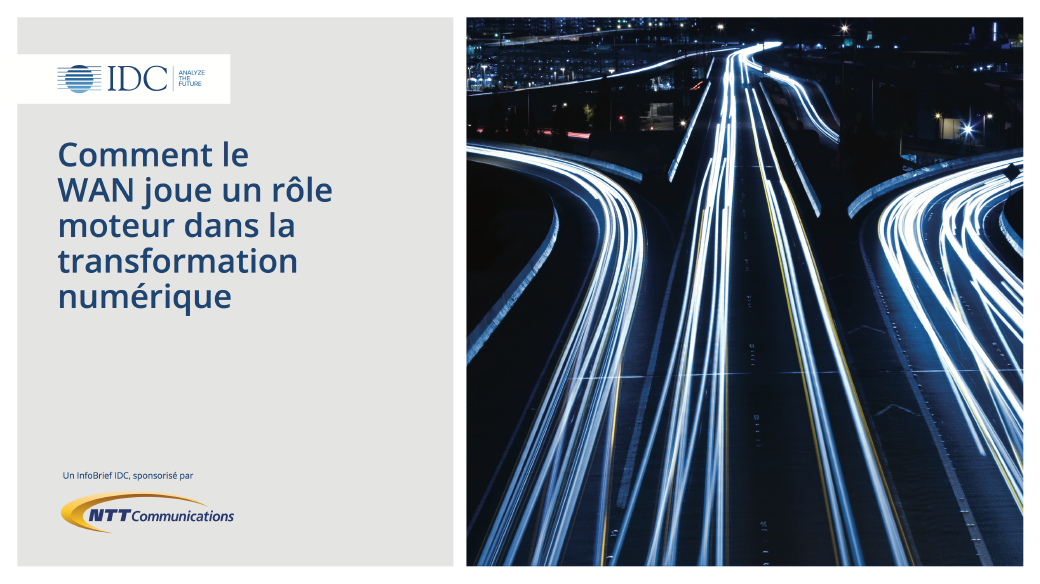 IDC
ANALYZE
THE
FUTURE
Comment le
WAN joue un rôle
moteur dans la
transformation
numérique
Un InfoBrief IDC, sponsorisé par
NTT Communications